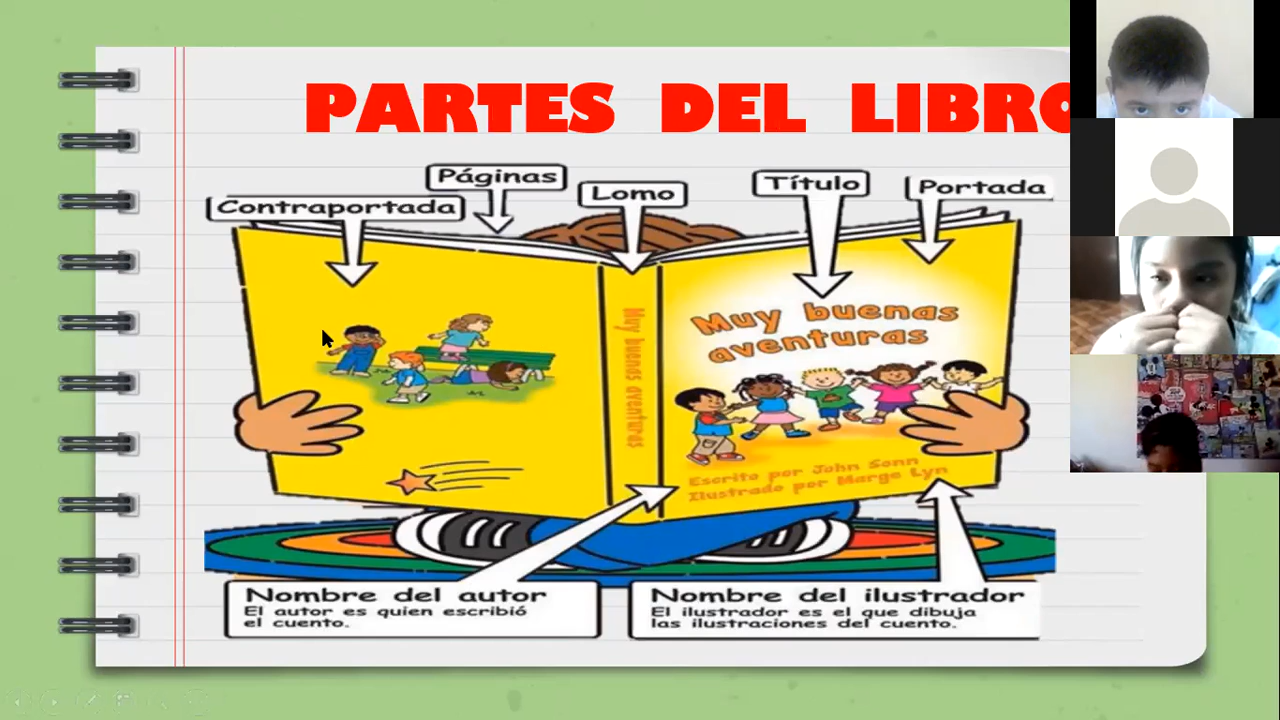 PARTES DEL LIBRO
Páginas
Título
Portada
Lomo
Contraportada
Muy buenas
aventuras
Muy buenas aventuras
Escrito por John Sonn
Ilustrado por Marge Lyn
Nombre del autor
El autor es quien escribió
el cuento.
Nombre del ilustrador
El ilustrador es el que dibuja
las ilustraciones del cuento.